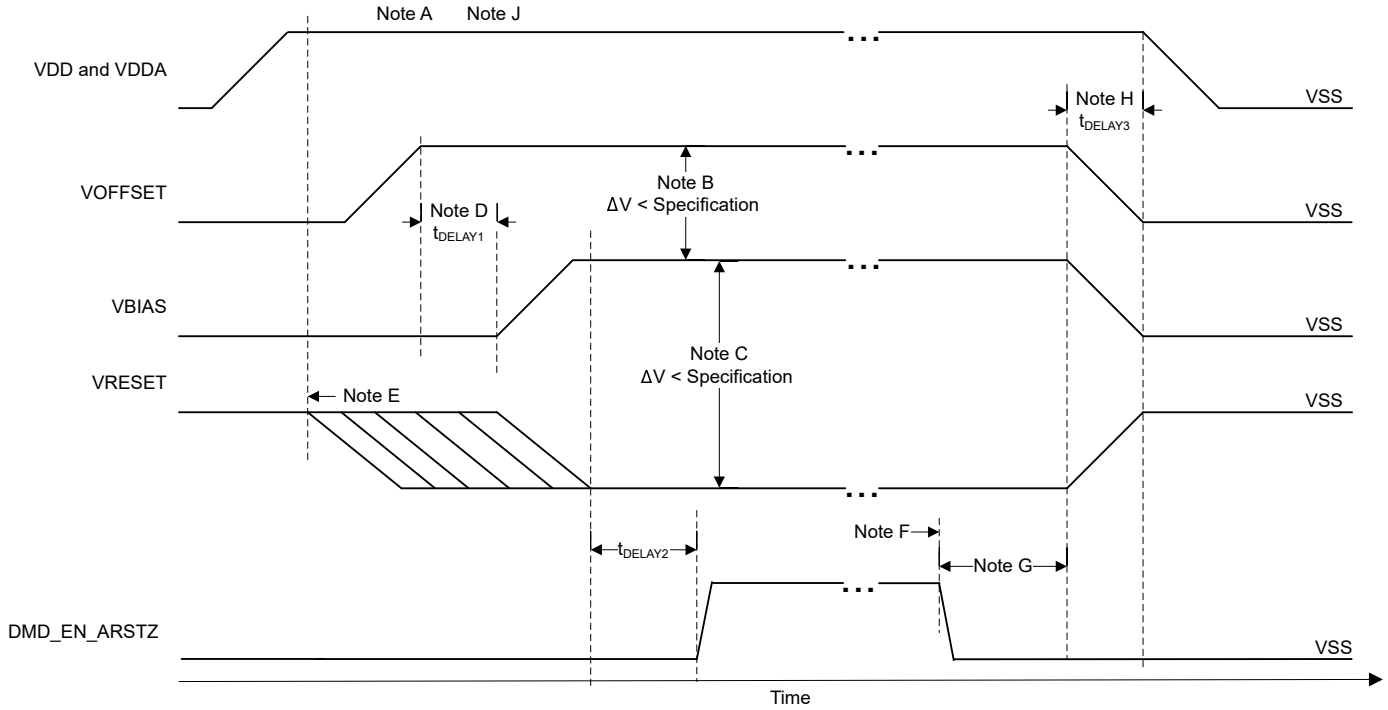 Note A
Note J
VDD and VDDA
Note H
tDELAY3
VSS
VOFFSET
Note B
ΔV < Specification
Note D
tDELAY1
VSS
VBIAS
VSS
Note C
ΔV < Specification
VRESET
Note E
VSS
Note F
tDELAY2
Note G
DMD_EN_ARSTZ
VSS
Time